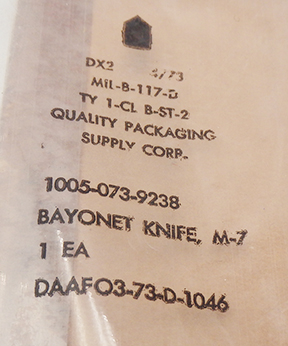 DX2 4/73
MIL-B-117-D
TY 1-CL B-ST-2
QUALITY PACKAGING
SUPPLY CORP.
1005-073-9238
BAYONET KNIFE, M-7
1 EA
DAAFO3-73-D-1046